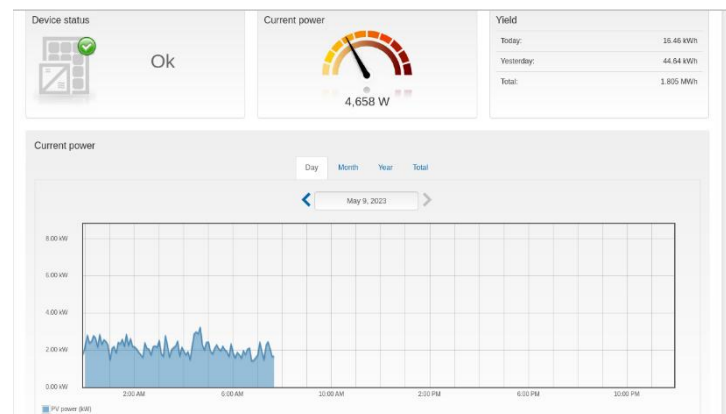 Device status
Ok
Current power
4,658 W
Yield
Today: 16.46 kWh
Yesterday: 44.64 kWh
Total: 1.805 MWh
Current power
Day Month Year Total
May 9, 2023
8.00 kW
6.00 kW
4.00 kW
2.00 kW
0.00 kW
2:00 AM 6:00 AM 10:00 AM 2:00 PM 6:00 PM 10:00 PM
PV power (kW)